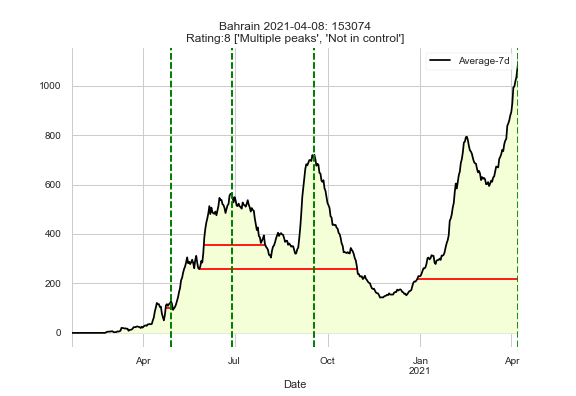 Bahrain 2021-04-08: 153074
Rating:8 ['Multiple peaks', 'Not in control']
Average-7d
1000
800
600
400
200
0
Apr Jul Oct Jan Apr
2021
Date